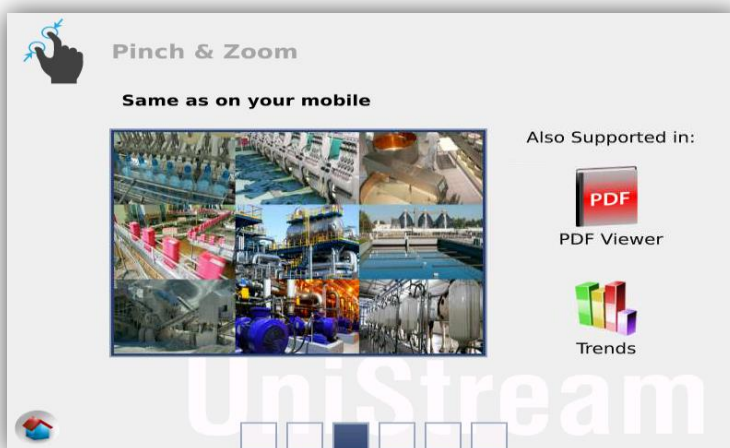 Pinch & Zoom
Same as on your mobile
Also Supported in:
PDF
PDF Viewer
Trends
UniStream